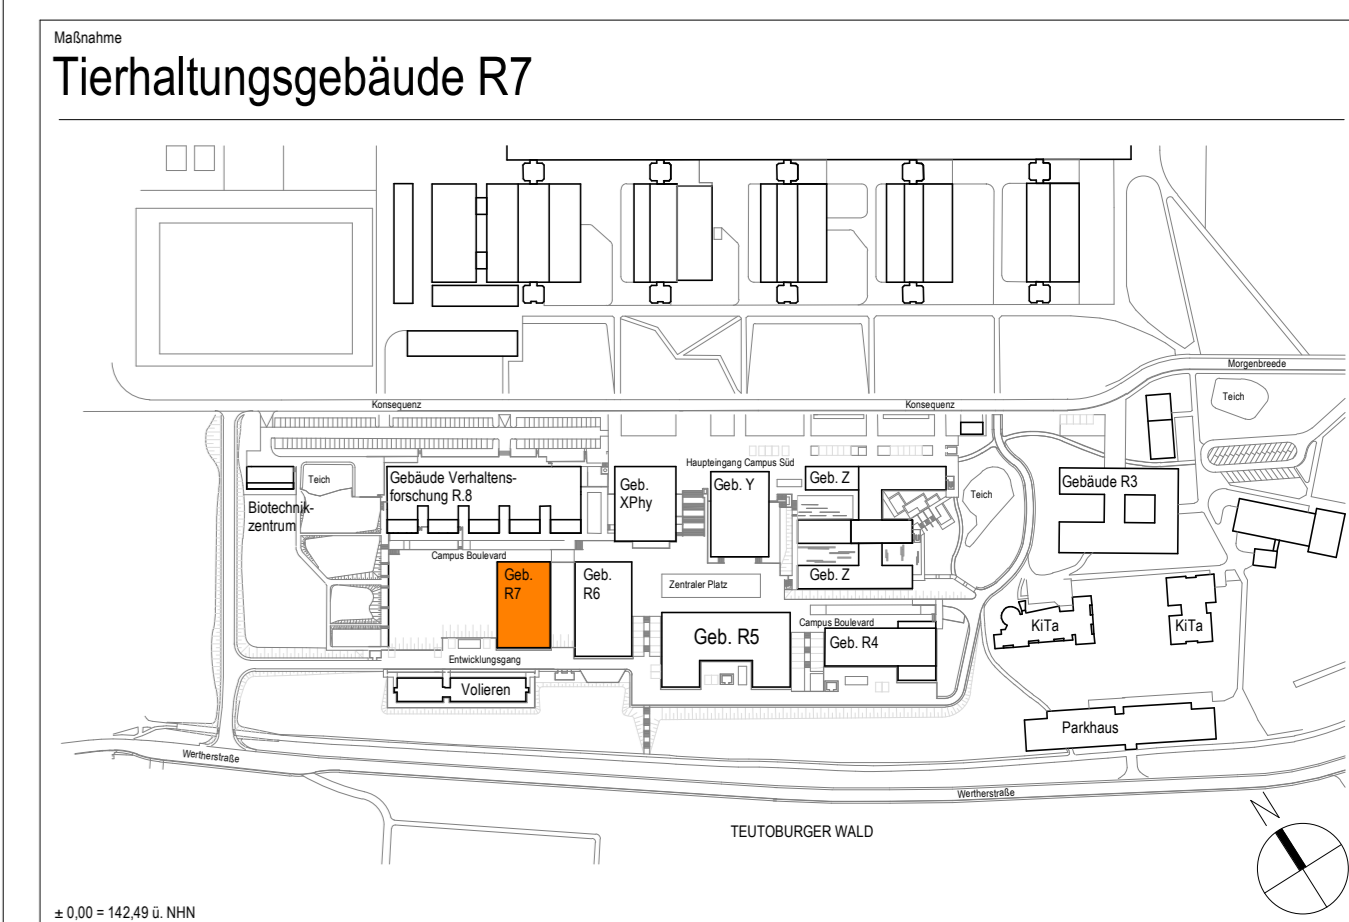 Maßnahme
Tierhaltungsgebäude R7
Morgenbreede
Teich
Konsequenz
Konsequenz
Haupteingang Campus Süd
Teich
Gebäude Verhaltens-
forschung R.8
Geb.
XPhy
Geb. Y
Geb. Z
Teich
Gebäude R3
Biotechnik-
zentrum
Campus Boulevard
Geb.
R7
Geb.
R6
Zentraler Platz
Geb. Z
Geb. R5
Campus Boulevard
Geb. R4
KiTa
KiTa
Entwicklungsgang
Volieren
Parkhaus
Wertherstraße
Wertherstraße
TEUTOBURGER WALD
N
± 0,00 = 142,49 ü. NHN